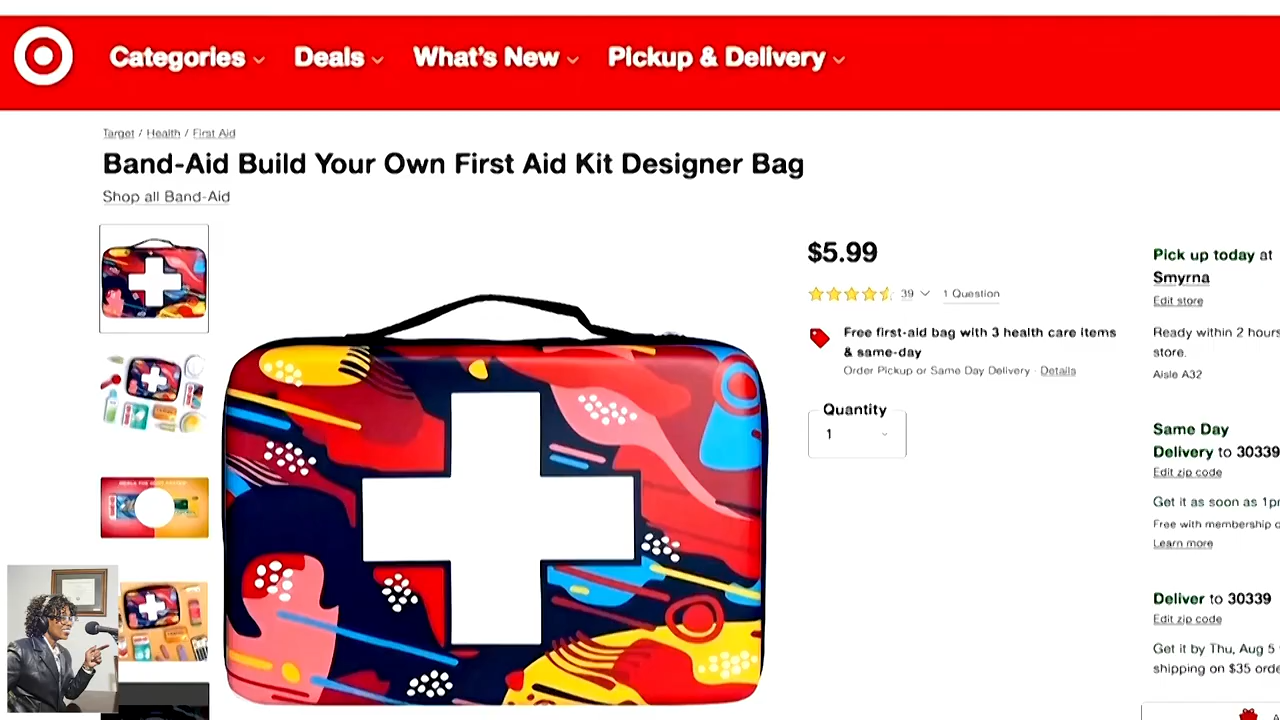 Categories
Deals
What's New
Pickup & Delivery
Target / Health / First Aid
Band-Aid Build Your Own First Aid Kit Designer Bag
Shop all Band-Aid
$5.99
39
1 Question
Free first-aid bag with 3 health care items
& same-day
Order Pickup or Same Day Delivery · Details
Quantity
1
Pick up today at
Smyrna
Edit store
Ready within 2 hours
store.
Aisle A32
Same Day
Delivery to 30339
Edit zip code
Get it as soon as 1p
Free with membership
Learn more
Deliver to 30339
Edit zip code
Get it by Thu, Aug 5
shipping on $35 orde